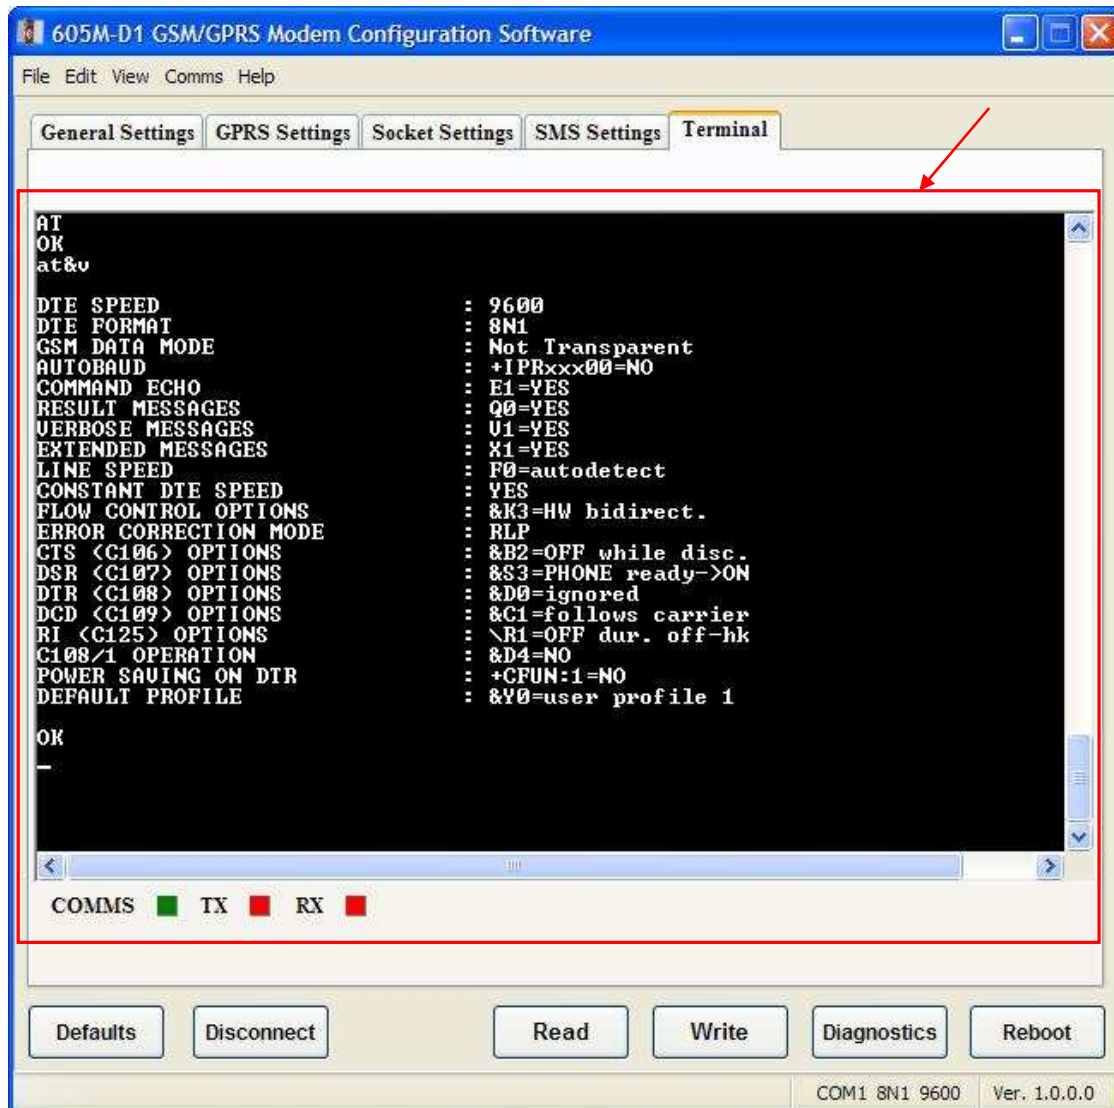 605M-D1 GSM/GPRS Modem Configuration Software
File Edit View Comms Help
General Settings GPRS Settings Socket Settings SMS Settings Terminal
AT
OK
at&v
DTE SPEED : 9600
DTE FORMAT : 8N1
GSM DATA MODE : Not Transparent
AUTOBAUD : +IPRxxx00=NO
COMMAND ECHO : E1=YES
RESULT MESSAGES : Q0=YES
VERBOSE MESSAGES : V1=YES
EXTENDED MESSAGES : X1=YES
LINE SPEED : F0=autodetect
CONSTANT DTE SPEED : YES
FLOW CONTROL OPTIONS : &K3=HW bidirect.
ERROR CORRECTION MODE : RLP
CTS (C106) OPTIONS : &B2=OFF while disc.
DSR (C107) OPTIONS : &S3=PHONE ready->ON
DTR (C108) OPTIONS : &D0=ignored
DCD (C109) OPTIONS : &C1=follows carrier
RI (C125) OPTIONS : \R1=OFF dur. off-hk
C108/1 OPERATION : &D4=NO
POWER SAVING ON DTR : +CFUN:1=NO
DEFAULT PROFILE : &Y0=user profile 1
OK
COMMS TX RX
Defaults Disconnect Read Write Diagnostics Reboot
COM1 8N1 9600 Ver. 1.0.0.0